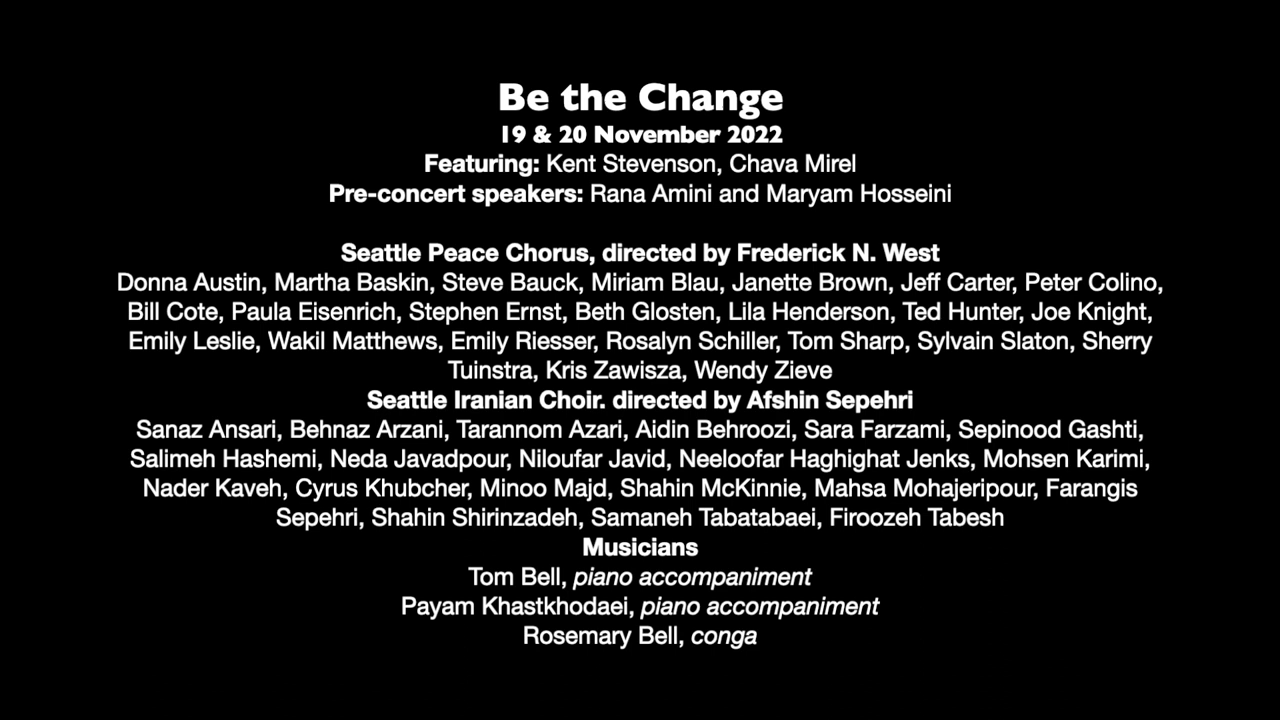 Be the Change
19 & 20 November 2022
Featuring: Kent Stevenson, Chava Mirel
Pre-concert speakers: Rana Amini and Maryam Hosseini
Seattle Peace Chorus, directed by Frederick N. West
Donna Austin, Martha Baskin, Steve Bauck, Miriam Blau, Janette Brown, Jeff Carter, Peter Colino,
Bill Cote, Paula Eisenrich, Stephen Ernst, Beth Glosten, Lila Henderson, Ted Hunter, Joe Knight,
Emily Leslie, Wakil Matthews, Emily Riesser, Rosalyn Schiller, Tom Sharp, Sylvain Slaton, Sherry
Tuinstra, Kris Zawisza, Wendy Zieve
Seattle Iranian Choir. directed by Afshin Sepehri
Sanaz Ansari, Behnaz Arzani, Tarannom Azari, Aidin Behroozi, Sara Farzami, Sepinood Gashti,
Salimeh Hashemi, Neda Javadpour, Niloufar Javid, Neeloofar Haghighat Jenks, Mohsen Karimi,
Nader Kaveh, Cyrus Khubcher, Minoo Majd, Shahin McKinnie, Mahsa Mohajeripour, Farangis
Sepehri, Shahin Shirinzadeh, Samaneh Tabatabaei, Firoozeh Tabesh
Musicians
Tom Bell, piano accompaniment
Payam Khastkhodaei, piano accompaniment
Rosemary Bell, conga